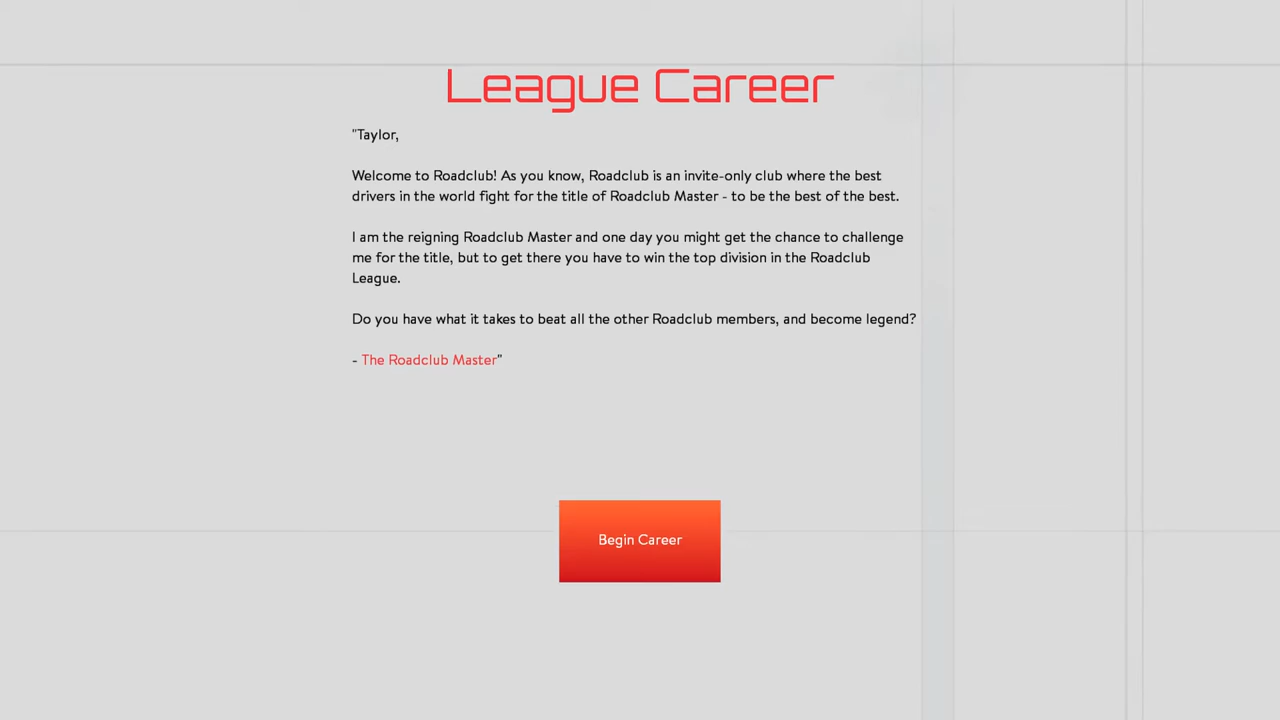 League Career
"Taylor,
Welcome to Roadclub! As you know, Roadclub is an invite-only club where the best
drivers in the world fight for the title of Roadclub Master - to be the best of the best.
I am the reigning Roadclub Master and one day you might get the chance to challenge
me for the title, but to get there you have to win the top division in the Roadclub
League.
Do you have what it takes to beat all the other Roadclub members, and become legend?
- The Roadclub Master"
Begin Career